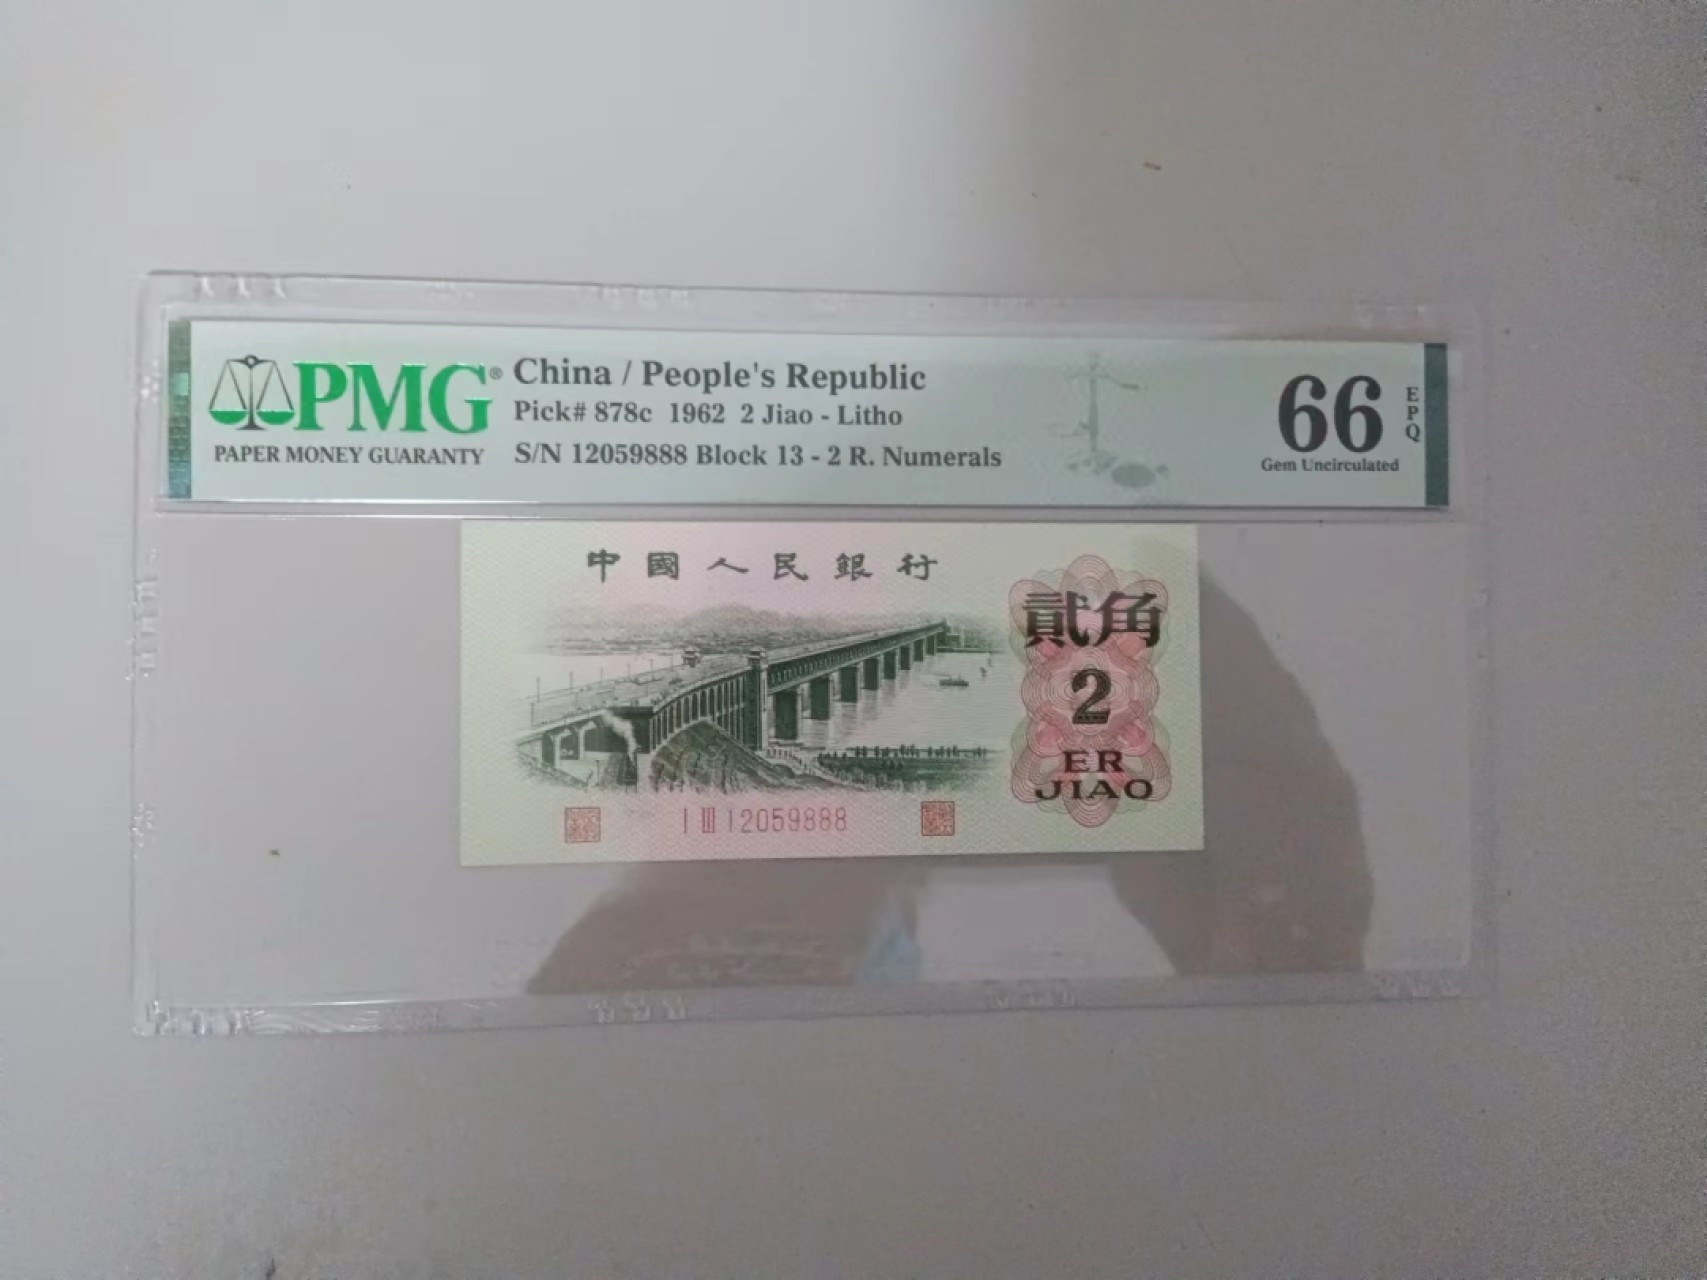 PMG®
PAPER MONEY GUARANTY
China / People's Republic
Pick# 878c 1962 2 Jiao - Litho
S/N 12059888 Block 13 - 2 R. Numerals
66
EPQ
Gem Uncirculated
中國人民銀行
貳角
2
ER
JIAO
I III 12059888